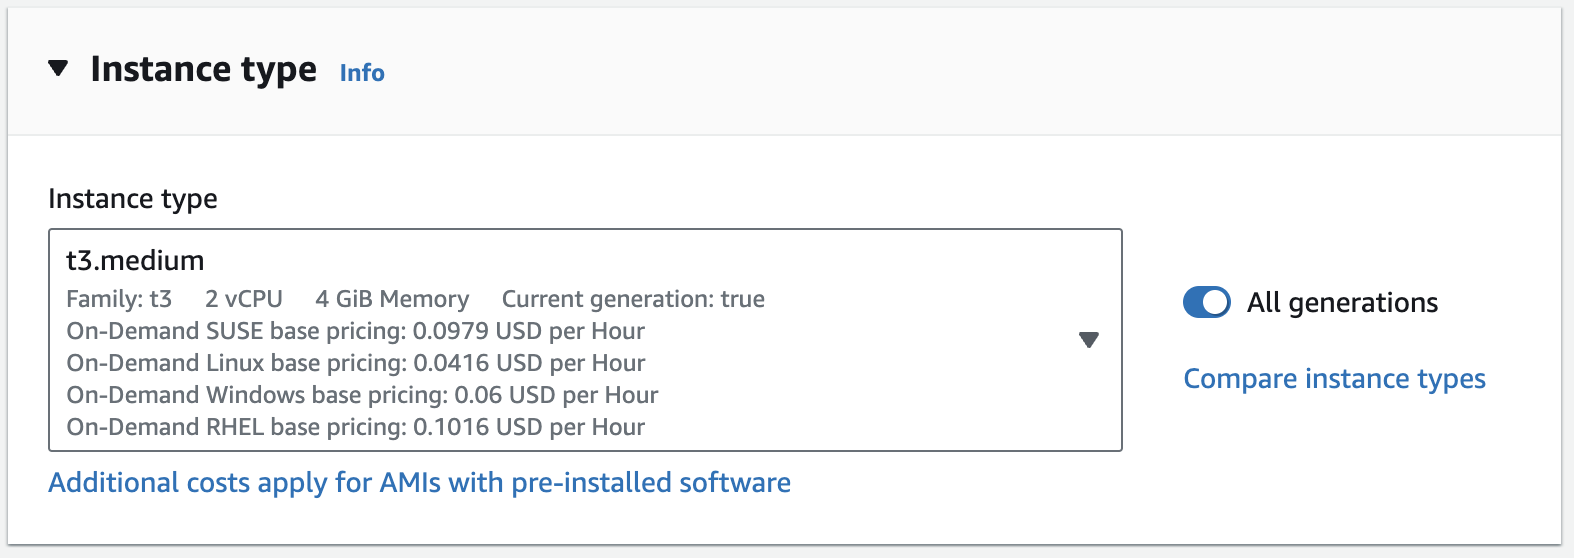 Instance type Info
Instance type
t3.medium
Family: t3 2 vCPU 4 GiB Memory Current generation: true
On-Demand SUSE base pricing: 0.0979 USD per Hour
On-Demand Linux base pricing: 0.0416 USD per Hour
On-Demand Windows base pricing: 0.06 USD per Hour
On-Demand RHEL base pricing: 0.1016 USD per Hour
All generations
Compare instance types
Additional costs apply for AMIs with pre-installed software